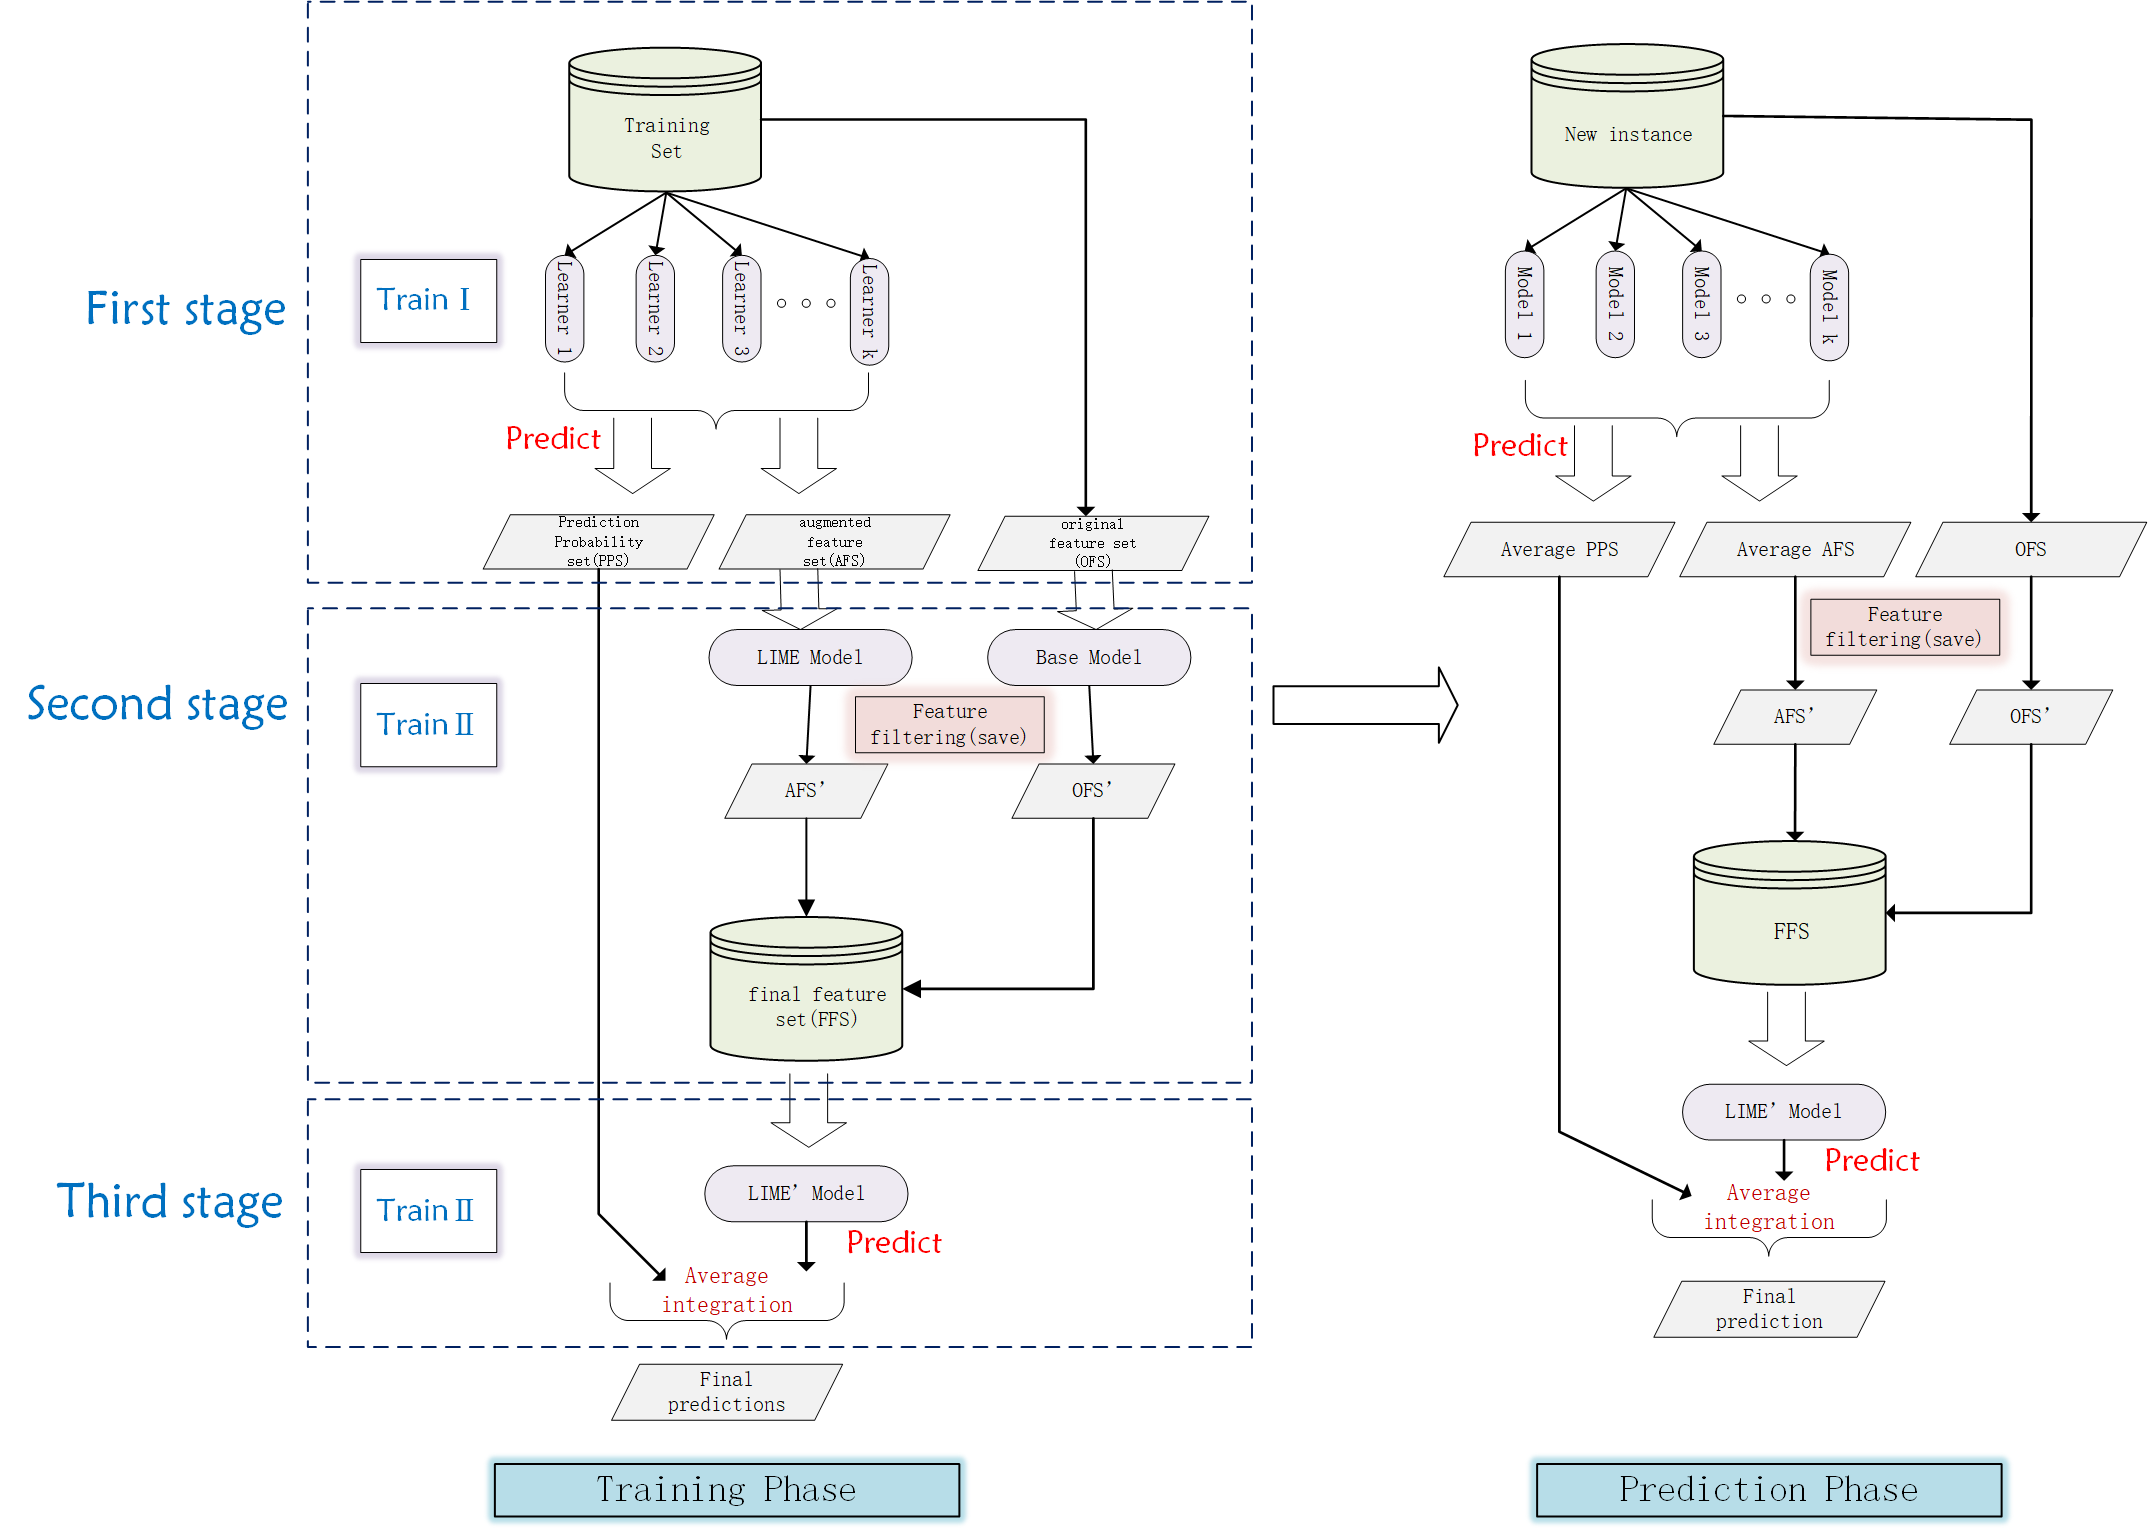 Training
Set
First stage
Train Ⅰ
Learner 1
Learner 2
Learner 3
Learner k
Predict
Prediction
Probability
set(PPS)
augmented
feature
set(AFS)
original
feature set
(OFS)
Second stage
Train Ⅱ
LIME Model
Base Model
Feature
filtering(save)
AFS’
OFS’
final feature
set(FFS)
Third stage
Train Ⅱ
LIME’ Model
Predict
Average
integration
Final
predictions
Training Phase
New instance
Model 1
Model 2
Model 3
Model k
Predict
Average PPS
Average AFS
OFS
Feature
filtering(save)
AFS’
OFS’
FFS
LIME’ Model
Predict
Average
integration
Final
prediction
Prediction Phase